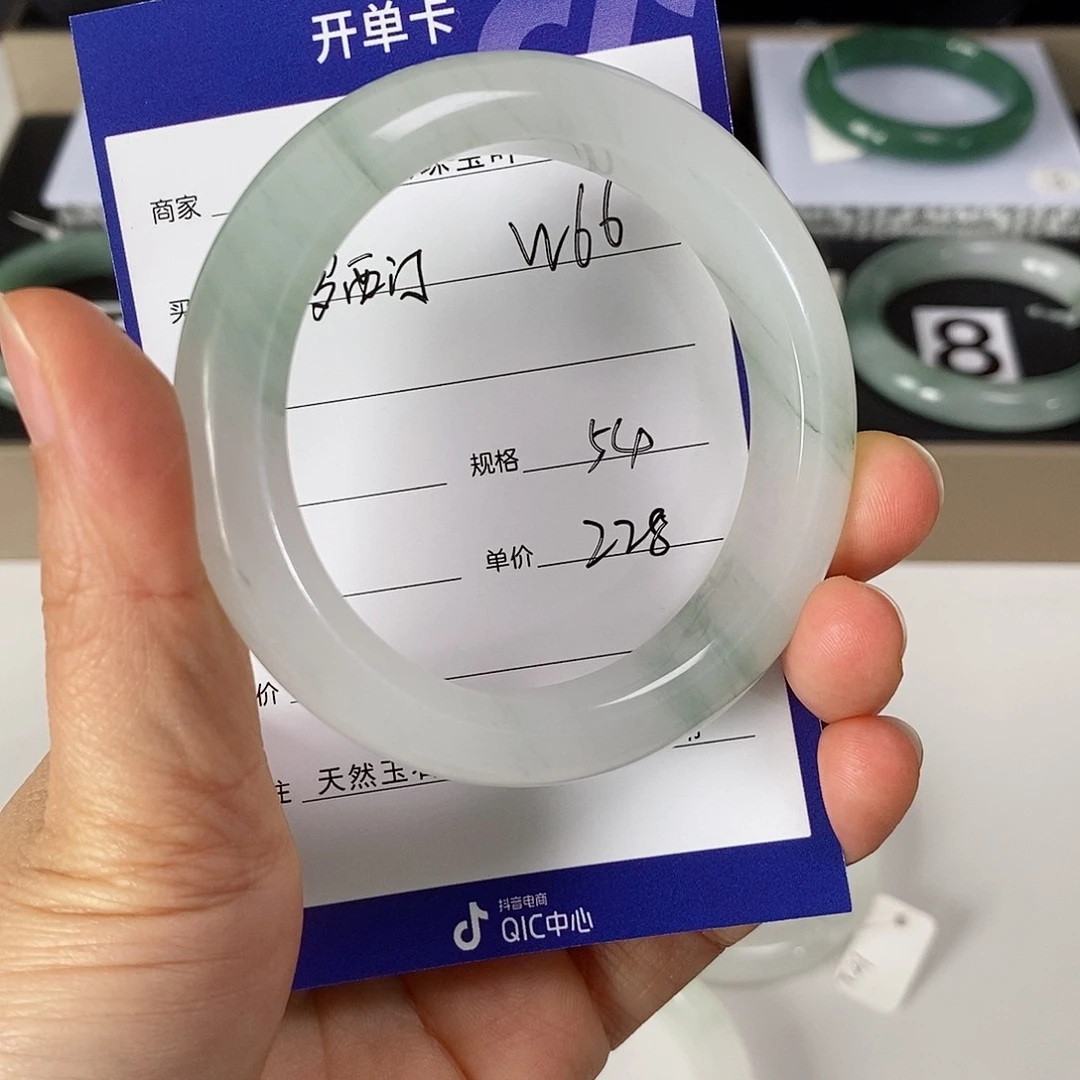 开单卡
商家
西门 W66
规格 54
单价 228
价
天然玉
抖音电商
QIC中心
8